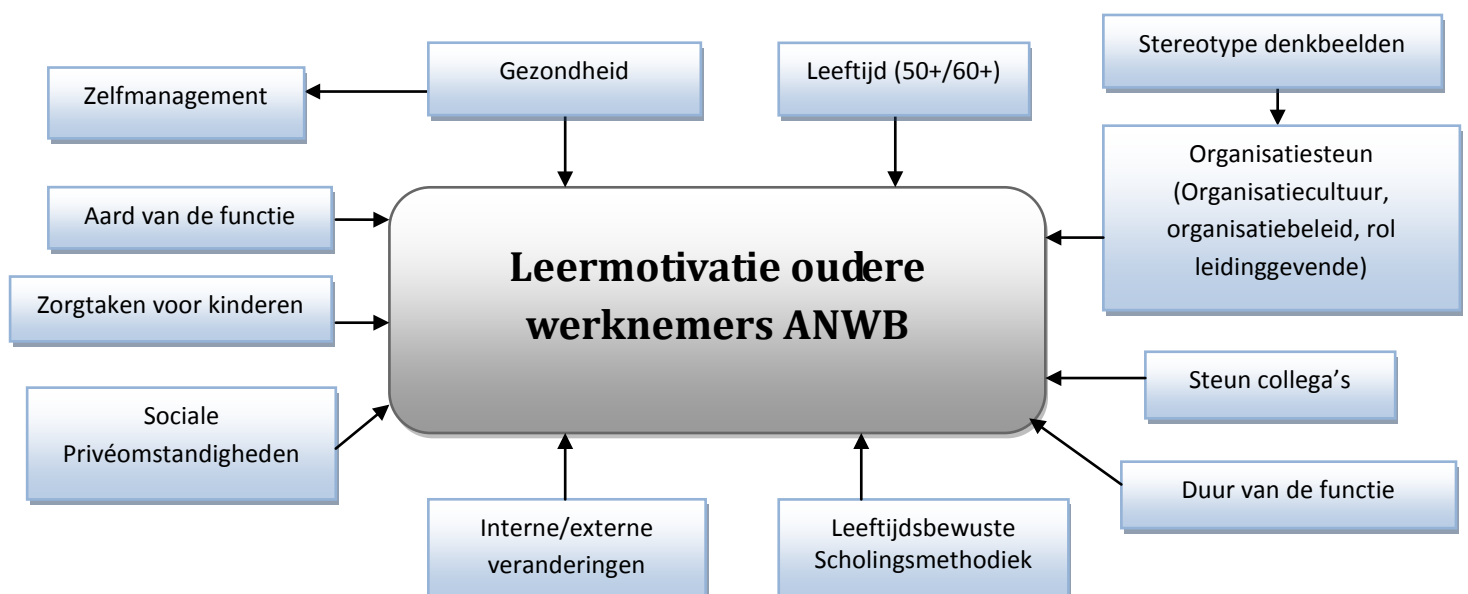 Stereotype denkbeelden
Gezondheid
Leeftijd (50+/60+)
Zelfmanagement
Organisatiesteun
(Organisatiecultuur,
organisatiebeleid, rol
leidinggevende)
Aard van de functie
Leermotivatie oudere
werknemers ANWB
Zorgtaken voor kinderen
Steun collega's
Sociale
Privéomstandigheden
Duur van de functie
Interne/externe
veranderingen
Leeftijdsbewuste
Scholingsmethodiek